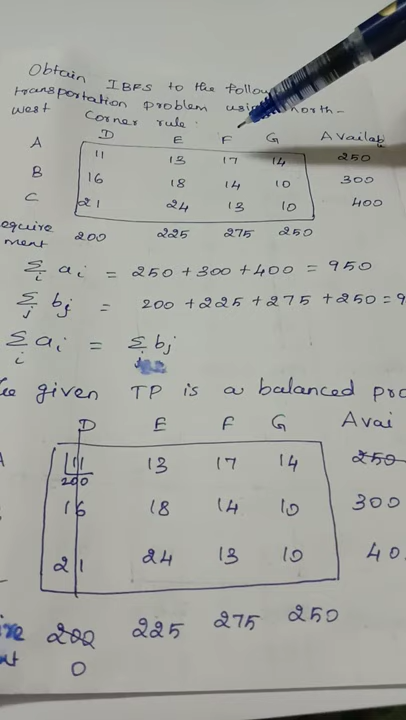 Obtain IBFS to the follow
transportation problem using north-
west corner rule.
D E F G Availab
A 11 13 17 14 250
B 16 18 14 10 300
C 21 24 13 10 400
equire
ment 200 225 275 250
Σ i ai = 250 + 300 + 400 = 950
Σ j bj = 200 + 225 + 275 + 250 = 9
Σ i ai = Σ j bj
given TP is a balanced pro
D E F G Avai
11 13 17 14 250
200
16 18 14 10 300
21 24 13 10 40
ire 200 225 275 250
0